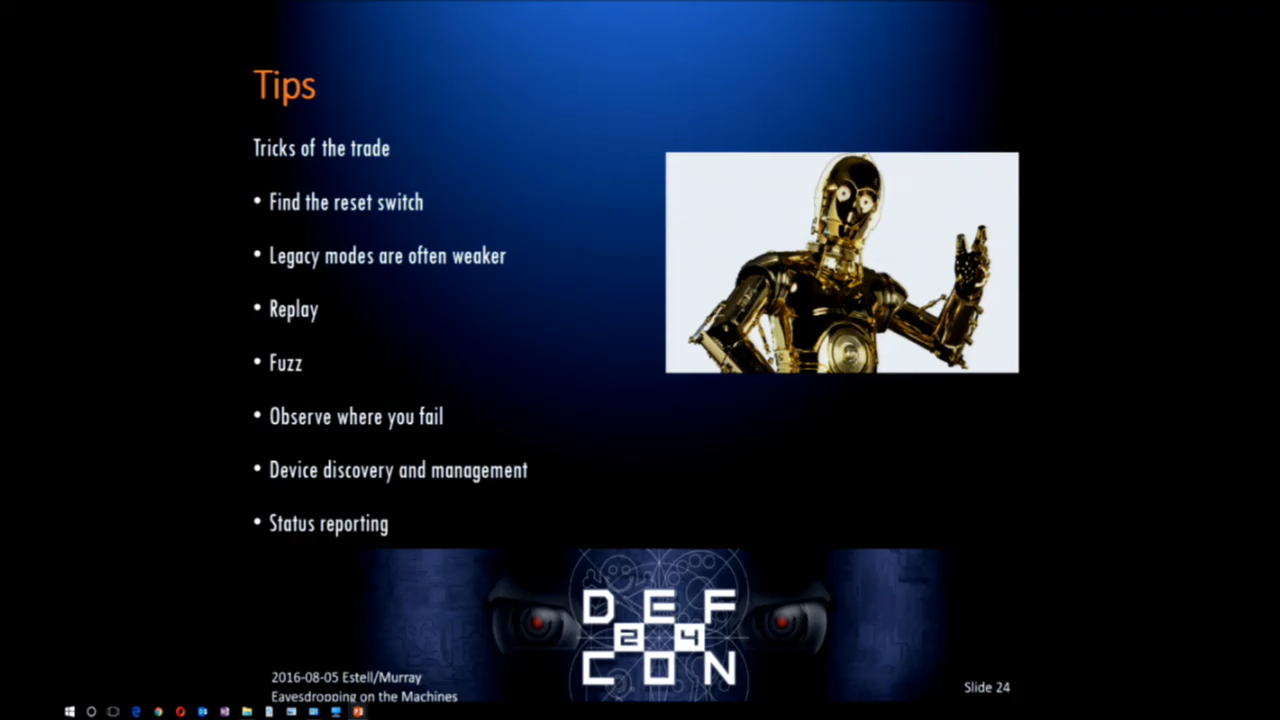 Tips
Tricks of the trade
• Find the reset switch
• Legacy modes are often weaker
• Replay
• Fuzz
• Observe where you fail
• Device discovery and management
• Status reporting
DEF
24
CON
2016-08-05 Estell/Murray
Eavesdropping on the Machines
Slide 24